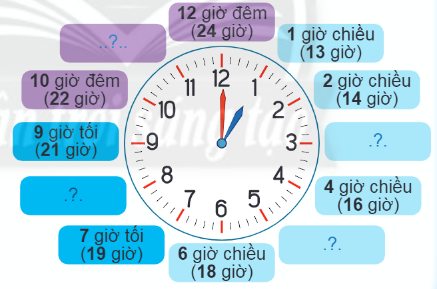 12 giờ đêm
(24 giờ)
1 giờ chiều
(13 giờ)
2 giờ chiều
(14 giờ)
.?.
4 giờ chiều
(16 giờ)
.?.
6 giờ chiều
(18 giờ)
7 giờ tối
(19 giờ)
.?.
9 giờ tối
(21 giờ)
10 giờ đêm
(22 giờ)
..?..
12
1
2
3
4
5
6
7
8
9
10
11